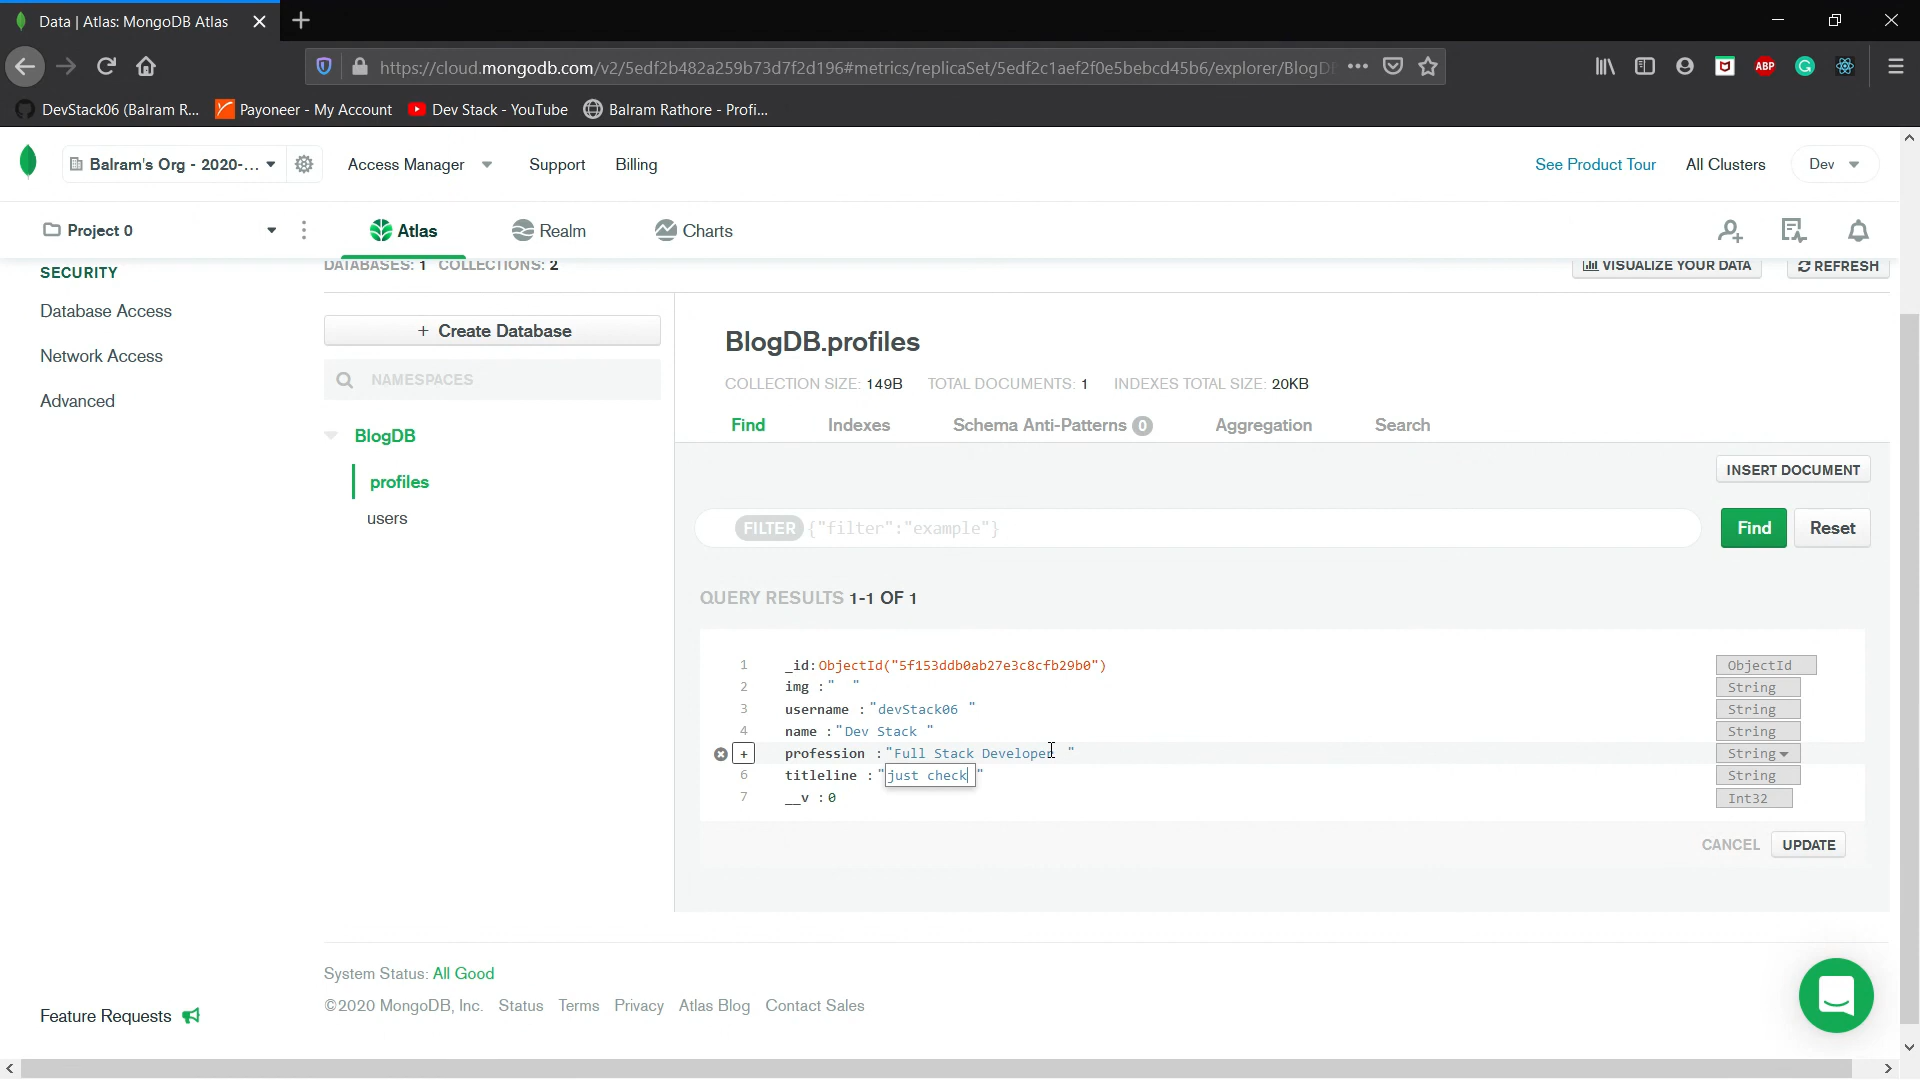 Data | Atlas: MongoDB Atlas
https://cloud.mongodb.com/v2/5edf2b482a259b73d7f2d196#metrics/replicaSet/5edf2c1aef2f0e5bebcd45b6/explorer/BlogDB
ABP
DevStack06 (Balram R...
Payoneer - My Account
Dev Stack - YouTube
Balram Rathore - Profi...
Balram's Org - 2020-...
Access Manager
Support
Billing
See Product Tour
All Clusters
Dev
Project 0
Atlas
Realm
Charts
SECURITY
Database Access
Network Access
Advanced
Feature Requests
DATABASES: 1 COLLECTIONS: 2
VISUALIZE YOUR DATA
REFRESH
+ Create Database
NAMESPACES
BlogDB
profiles
users
BlogDB.profiles
COLLECTION SIZE: 149B TOTAL DOCUMENTS: 1 INDEXES TOTAL SIZE: 20KB
Find
Indexes
Schema Anti-Patterns 0
Aggregation
Search
INSERT DOCUMENT
FILTER {"filter":"example"}
Find
Reset
QUERY RESULTS 1-1 OF 1
1 _id:ObjectId("5f153ddb0ab27e3c8cfb29b0") ObjectId
2 img :" " String
3 username :"devStack06 " String
4 name :"Dev Stack " String
+ profession :"Full Stack Developer " String
6 titleline :"just check" String
7 __v :0 Int32
CANCEL
UPDATE
System Status: All Good
©2020 MongoDB, Inc. Status Terms Privacy Atlas Blog Contact Sales